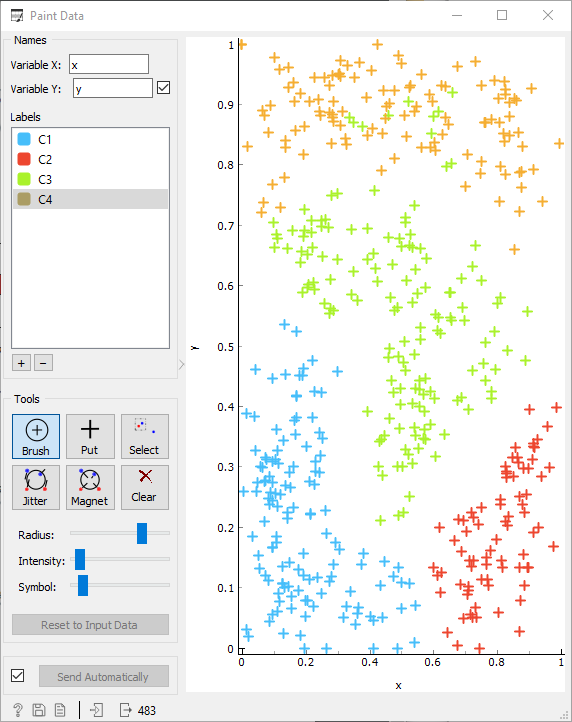 Paint Data
Names
Variable X: x
Variable Y: y
Labels
C1
C2
C3
C4
+ −
Tools
Brush Put Select
Jitter Magnet Clear
Radius:
Intensity:
Symbol:
Reset to Input Data
Send Automatically
? 483
1
0.9
0.8
0.7
0.6
0.5
0.4
0.3
0.2
0.1
0
y
0 0.2 0.4 0.6 0.8 1
x